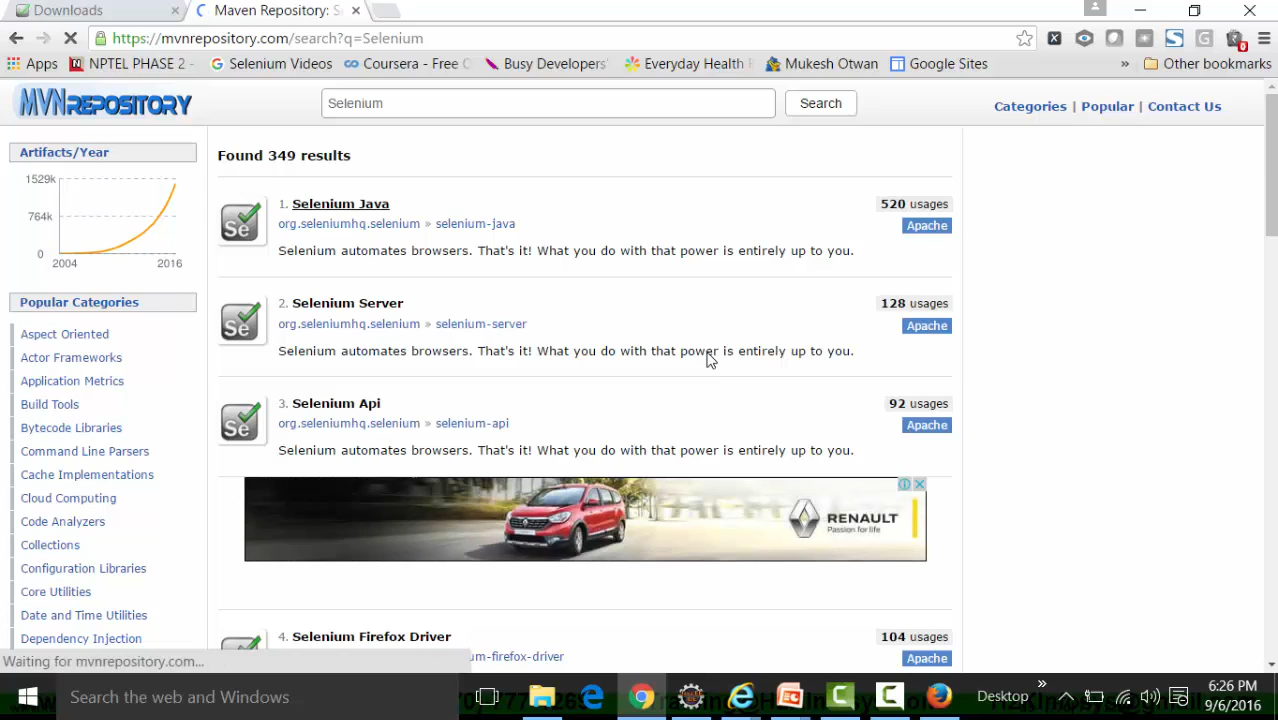 Downloads
Maven Repository: S
https://mvnrepository.com/search?q=Selenium
Apps
NPTEL PHASE 2 -
Selenium Videos
Coursera - Free C
Busy Developers'
Everyday Health
Mukesh Otwan
Google Sites
»
Other bookmarks
MVNREPOSITORY
Selenium
Search
Categories | Popular | Contact Us
Artifacts/Year
1529k
764k
0
2004
2016
Popular Categories
Aspect Oriented
Actor Frameworks
Application Metrics
Build Tools
Bytecode Libraries
Command Line Parsers
Cache Implementations
Cloud Computing
Code Analyzers
Collections
Configuration Libraries
Core Utilities
Date and Time Utilities
Dependency Injection
Found 349 results
1. Selenium Java
520 usages
org.seleniumhq.selenium » selenium-java
Apache
Selenium automates browsers. That's it! What you do with that power is entirely up to you.
2. Selenium Server
128 usages
org.seleniumhq.selenium » selenium-server
Apache
Selenium automates browsers. That's it! What you do with that power is entirely up to you.
3. Selenium Api
92 usages
org.seleniumhq.selenium » selenium-api
Apache
Selenium automates browsers. That's it! What you do with that power is entirely up to you.
RENAULT
Passion for life
4. Selenium Firefox Driver
104 usages
um-firefox-driver
Apache
Waiting for mvnrepository.com...
Search the web and Windows
Desktop
»
6:26 PM
9/6/2016